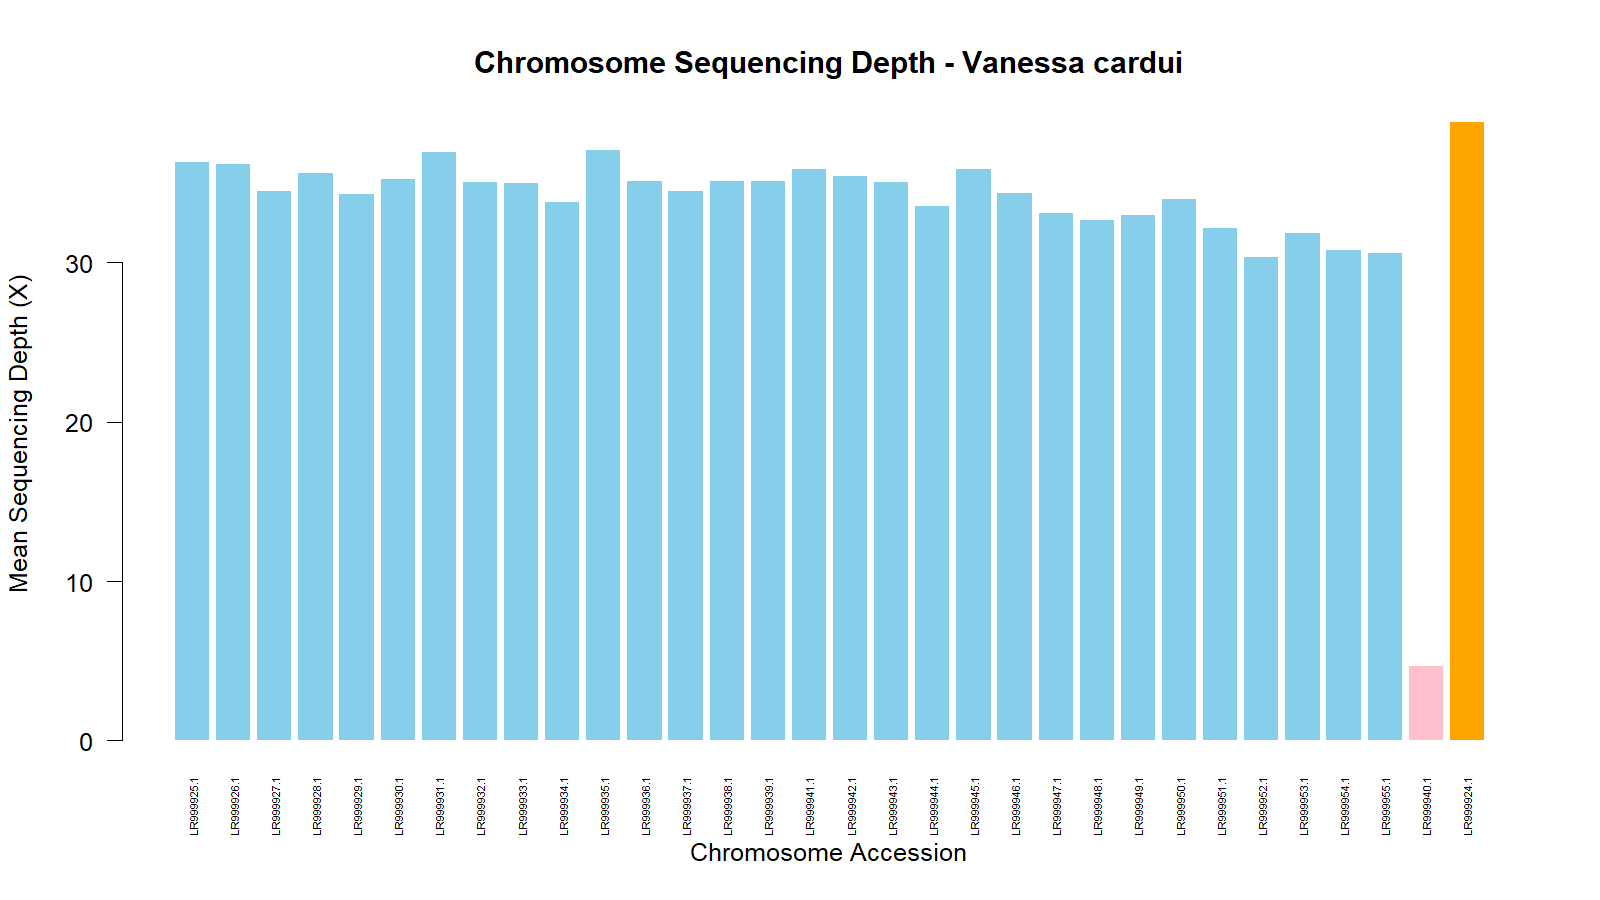 Chromosome Sequencing Depth - Vanessa cardui
Mean Sequencing Depth (X)
30
20
10
0
LR999925.1
LR999926.1
LR999927.1
LR999928.1
LR999929.1
LR999930.1
LR999931.1
LR999932.1
LR999933.1
LR999934.1
LR999935.1
LR999936.1
LR999937.1
LR999938.1
LR999939.1
LR999941.1
LR999942.1
LR999943.1
LR999944.1
LR999945.1
LR999946.1
LR999947.1
LR999948.1
LR999949.1
LR999950.1
LR999951.1
LR999952.1
LR999953.1
LR999954.1
LR999955.1
LR999940.1
LR999924.1
Chromosome Accession